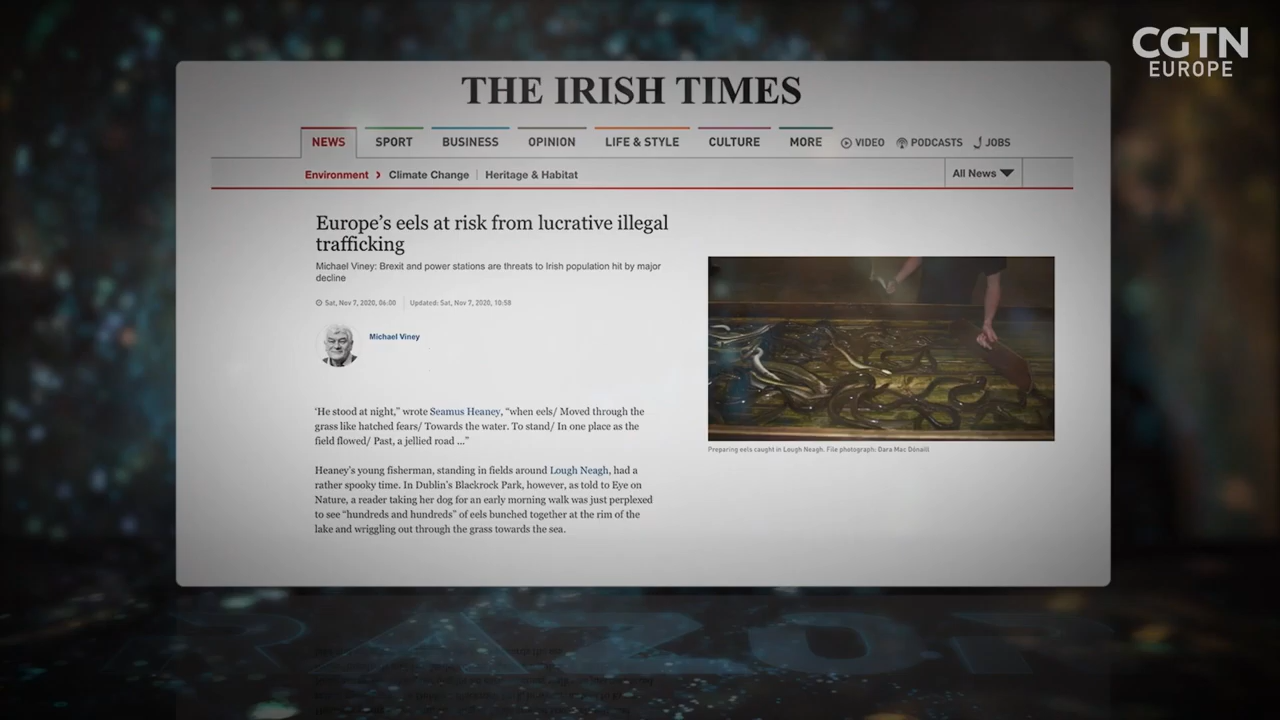 CGTN
EUROPE
THE IRISH TIMES
NEWS SPORT BUSINESS OPINION LIFE & STYLE CULTURE MORE VIDEO PODCASTS JOBS
Environment › Climate Change | Heritage & Habitat All News
Europe's eels at risk from lucrative illegal
trafficking
Michael Viney: Brexit and power stations are threats to Irish population hit by major
decline
Sat, Nov 7, 2020, 06:00 Updated: Sat, Nov 7, 2020, 10:58
Michael Viney
Preparing eels caught in Lough Neagh. File photograph: Dara Mac Dónaill
'He stood at night," wrote Seamus Heaney, "when eels/ Moved through the
grass like hatched fears/ Towards the water. To stand/ In one place as the
field flowed/ Past, a jellied road ..."
Heaney's young fisherman, standing in fields around Lough Neagh, had a
rather spooky time. In Dublin's Blackrock Park, however, as told to Eye on
Nature, a reader taking her dog for an early morning walk was just perplexed
to see "hundreds and hundreds" of eels bunched together at the rim of the
lake and wriggling out through the grass towards the sea.
RAZOR